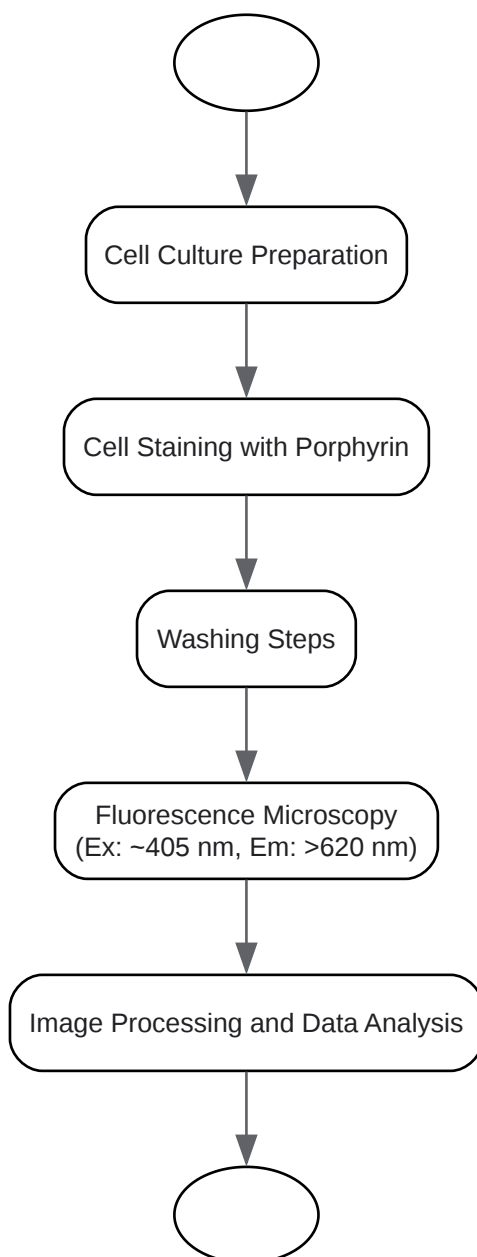 Cell Culture Preparation
Cell Staining with Porphyrin
Washing Steps
Fluorescence Microscopy
(Ex: ~405 nm, Em: >620 nm)
Image Processing and Data Analysis